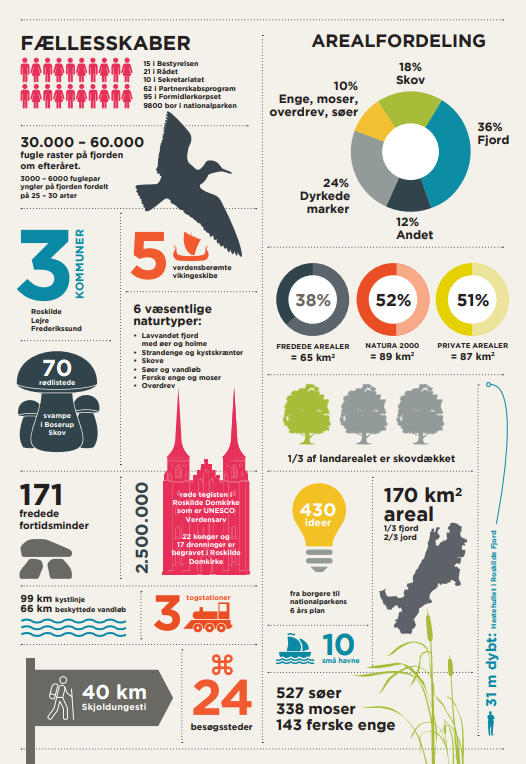 FÆLLESSKABER
15 i Bestyrelsen
21 i Rådet
10 i Sekretariatet
62 i Partnerskabsprogram
95 i Formidlerkorpset
9800 bor i nationalparken
30.000 – 60.000
fugle raster på fjorden
om efteråret.
3000 – 6000 fuglepar
yngler på fjorden fordelt
på 25 – 30 arter
3
KOMMUNER
Roskilde
Lejre
Frederikssund
5
verdensberømte
vikingeskibe
6 væsentlige
naturtyper:
• Lavvandet fjord
med øer og holme
• Strandenge og kystskrænter
• Skove
• Søer og vandløb
• Ferske enge og moser
• Overdrev
70
rødlistede
svampe
i Boserup
Skov
171
fredede
fortidsminder
2.500.000
røde teglsten i
Roskilde Domkirke
som er UNESCO
Verdensarv
22 konger og
17 dronninger er
begravet i Roskilde
Domkirke
99 km kystlinje
66 km beskyttede vandløb
3
togstationer
40 km
Skjoldungesti
24
besøgssteder
AREALFORDELING
18%
Skov
10%
Enge, moser,
overdrev, søer
36%
Fjord
24%
Dyrkede
marker
12%
Andet
38%
FREDEDE AREALER
= 65 km²
52%
NATURA 2000
= 89 km²
51%
PRIVATE AREALER
= 87 km²
1/3 af landarealet er skovdækket
430
ideer
fra borgere til
nationalparkens
6 års plan
170 km²
areal
1/3 fjord
2/3 jord
10
små havne
527 søer
338 moser
143 ferske enge
31 m dybt: Hestehullet i Roskilde Fjord